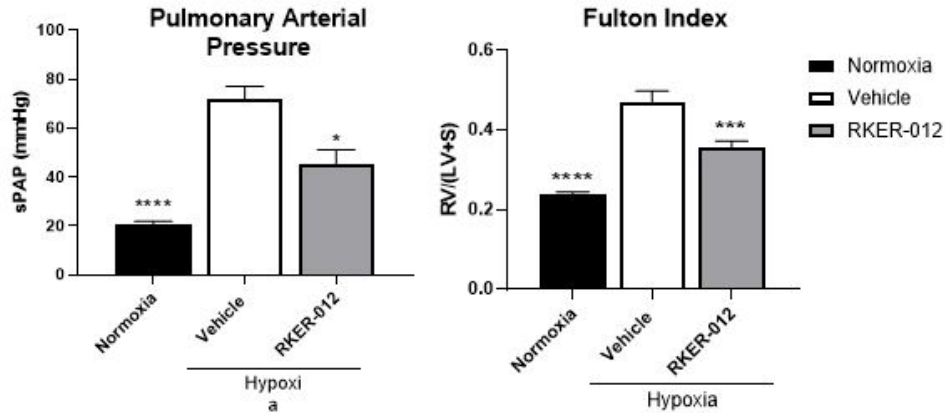 Pulmonary Arterial
Pressure
sPAP (mmHg)
100
80
60
40
20
0
****
*
Normoxia
Vehicle
RKER-012
Hypoxi
a
Fulton Index
RV/(LV+S)
0.6
0.4
0.2
0.0
****
***
Normoxia
Vehicle
RKER-012
Hypoxia
Normoxia
Vehicle
RKER-012